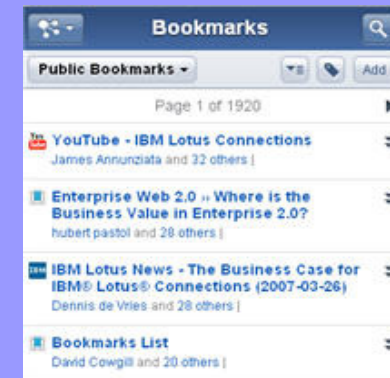 Bookmarks
Public Bookmarks
Add
Page 1 of 1920
YouTube - IBM Lotus Connections
James Annunziata and 32 others |
Enterprise Web 2.0 » Where is the
Business Value in Enterprise 2.0?
hubert pastol and 28 others |
IBM Lotus News - The Business Case for
IBM® Lotus® Connections (2007-03-26)
Dennis de Vries and 28 others |
Bookmarks List
David Cowgill and 20 others |